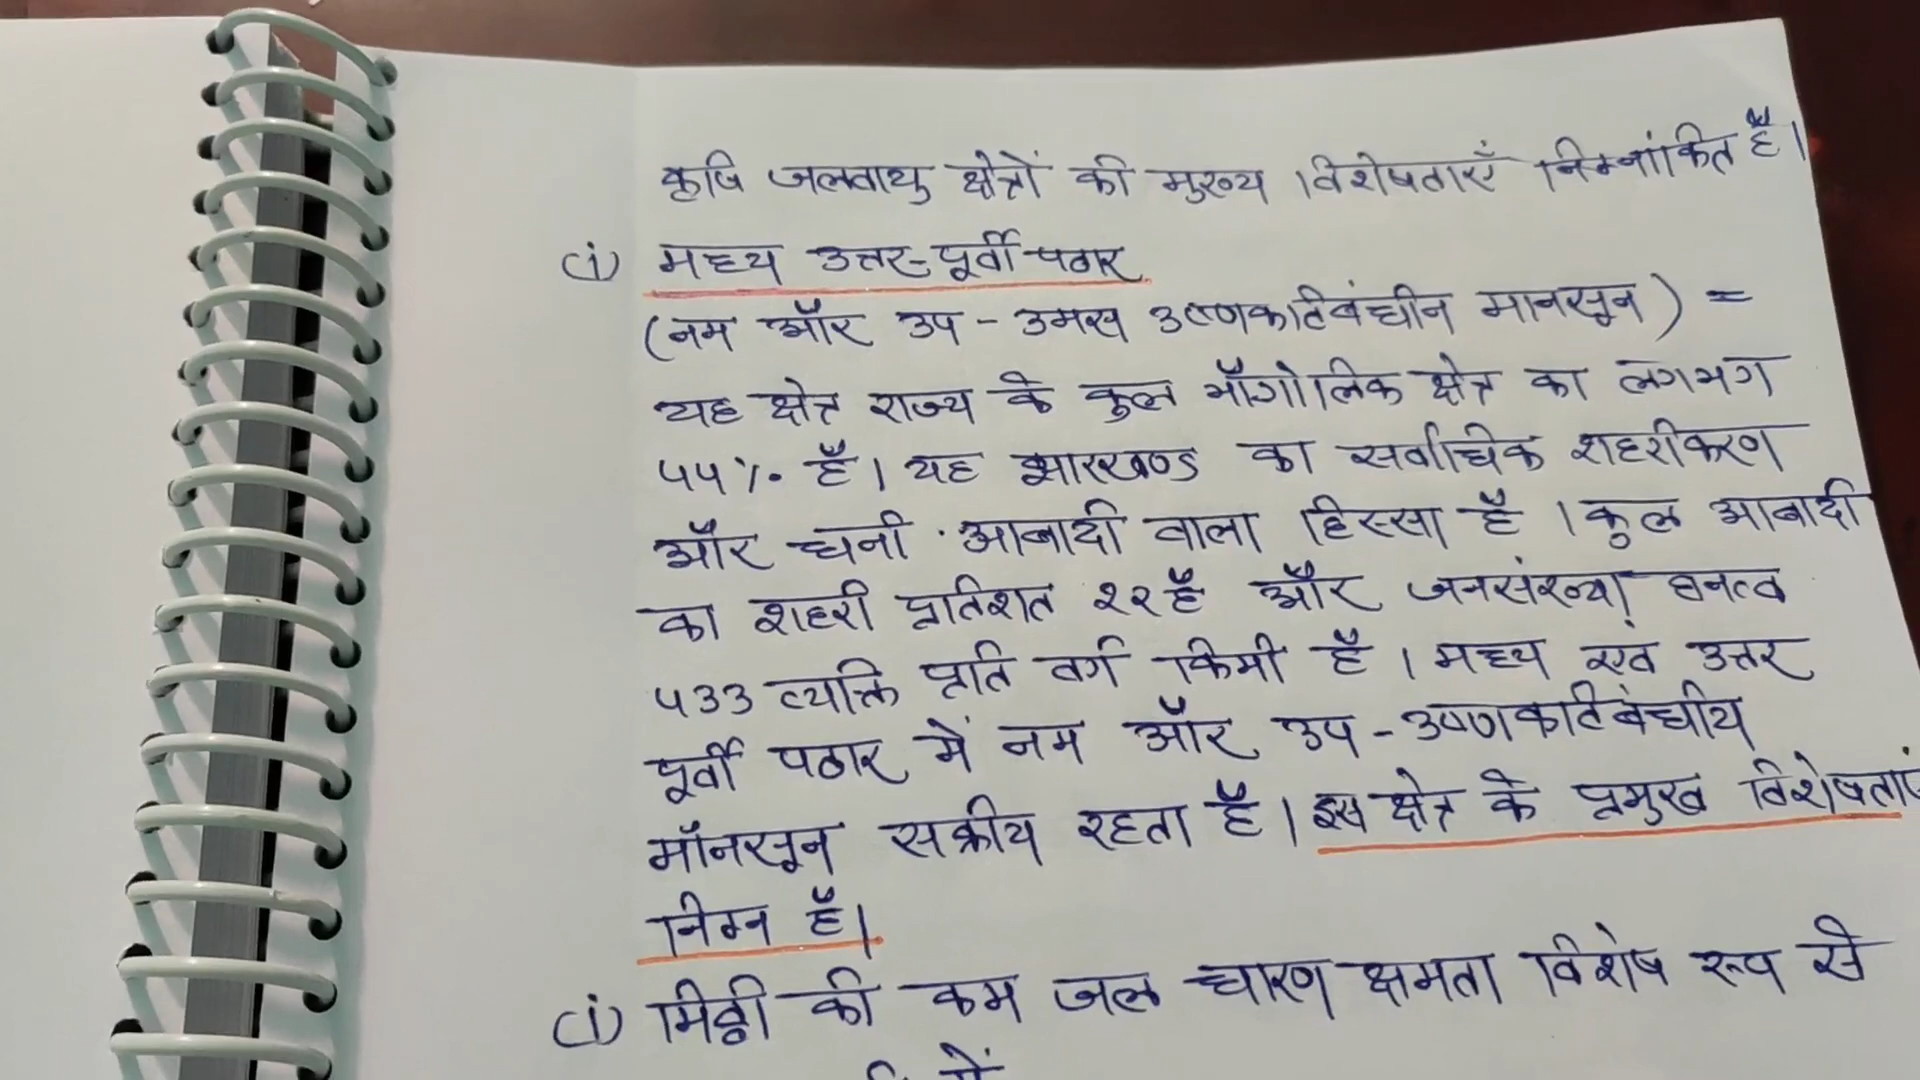 कृषि जलवायु क्षेत्रों की मुख्य विशेषताएँ निम्नांकित है।
(i) मध्य उत्तर-पूर्वी पठार
(नम और उप - उमस उष्णकटिबंधीन मानसून) =
यह क्षेत्र राज्य के कुल भौगोलिक क्षेत्र का लगभग
५५% है। यह झारखण्ड का सर्वाधिक शहरीकरण
और घनी आबादी वाला हिस्सा है । कुल आबादी
का शहरी प्रतिशत २२ है और जनसंख्या घनत्व
५33 व्यक्ति प्रति वर्ग किमी है । मध्य एवं उत्तर
पूर्वी पठार में नम और उप - उष्णकटिबंधीय
मॉनसून सक्रीय रहता है । इस क्षेत्र के प्रमुख विशेषताएं
निम्न है।
(i) मिट्टी की कम जल धारण क्षमता विशेष रूप से
में